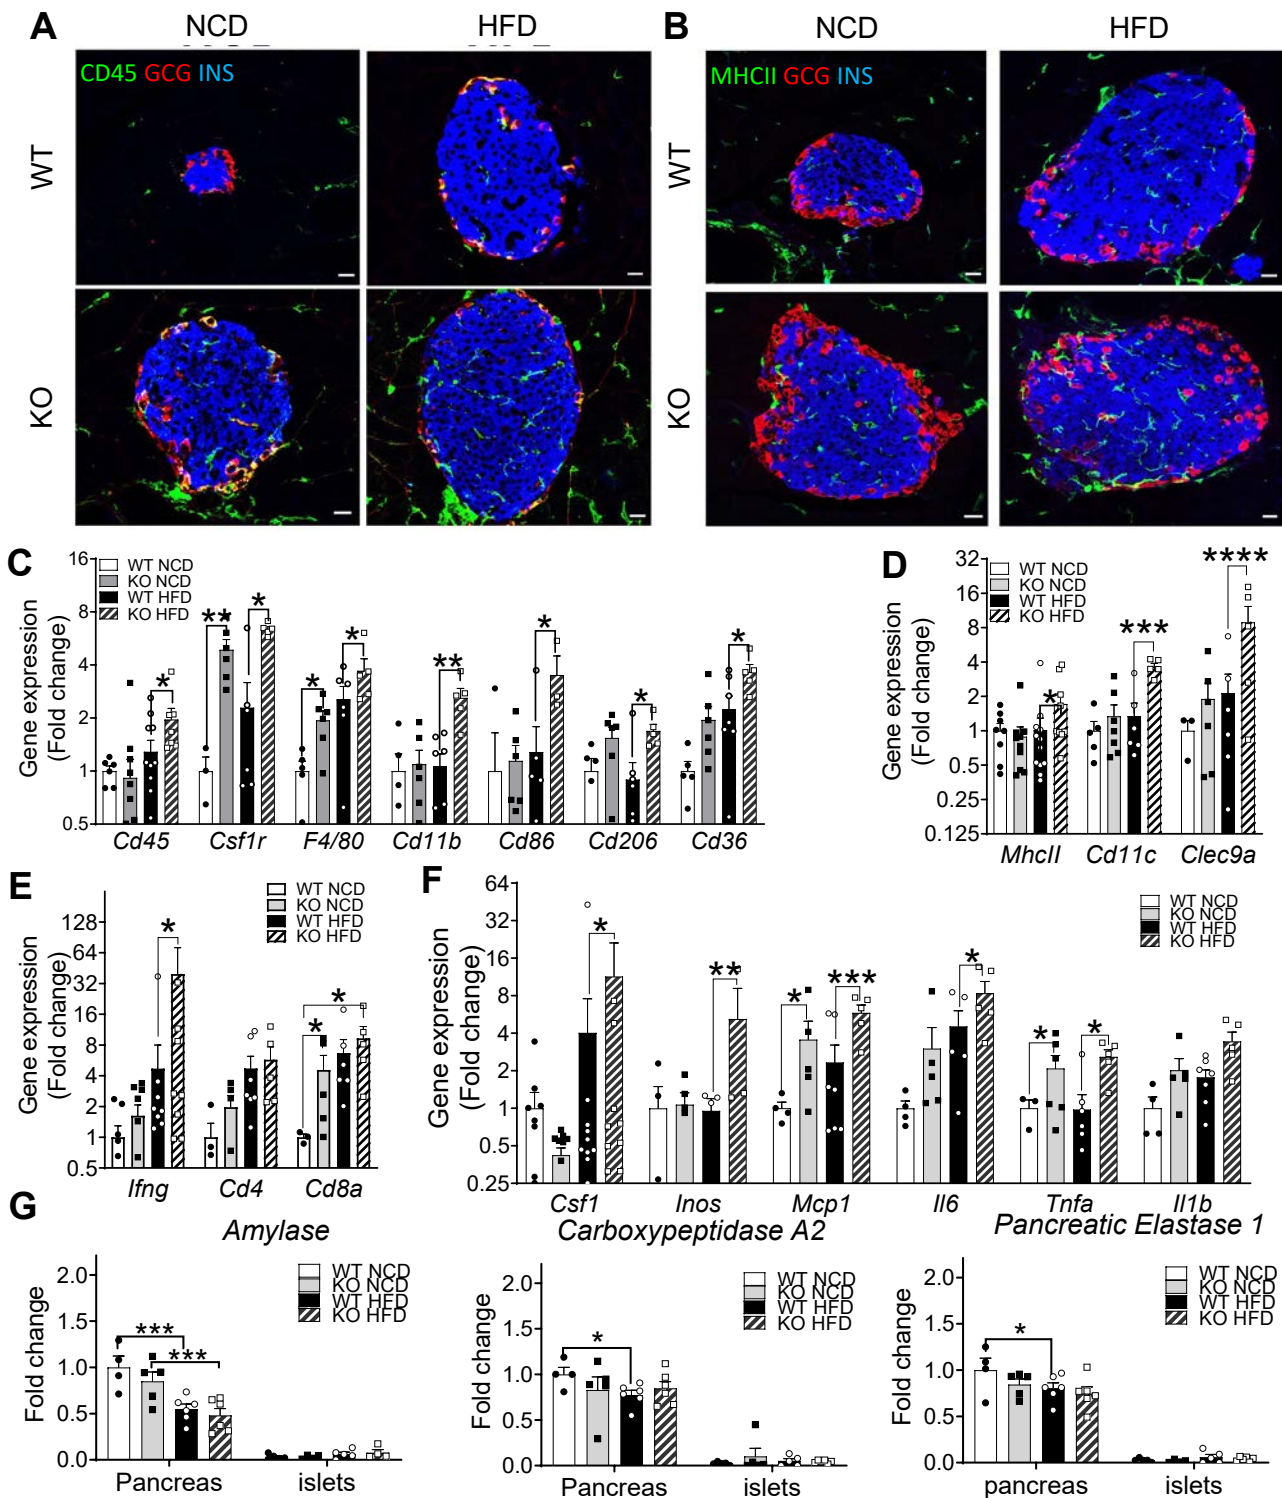 A
NCD
HFD
CD45 GCG INS
WT
KO
B
NCD
HFD
MHCII GCG INS
WT
KO
C
Gene expression
(Fold change)
16
8
4
2
1
0.5
WT NCD
KO NCD
WT HFD
KO HFD
*
**
*
*
*
**
*
*
*
Cd45 Csf1r F4/80 Cd11b Cd86 Cd206 Cd36
D
Gene expression
(Fold change)
32
16
8
4
2
1
0.5
0.25
0.125
WT NCD
KO NCD
WT HFD
KO HFD
*
***
****
MhcII Cd11c Clec9a
E
Gene expression
(Fold change)
128
64
32
16
8
4
2
1
0.5
WT NCD
KO NCD
WT HFD
KO HFD
*
*
*
Ifng Cd4 Cd8a
F
Gene expression
(Fold change)
64
32
16
8
4
2
1
0.5
0.25
WT NCD
KO NCD
WT HFD
KO HFD
*
**
*
***
*
*
*
Csf1 Inos Mcp1 Il6 Tnfa Il1b
G
Amylase
Fold change
2.0
1.5
1.0
0.5
0.0
WT NCD
KO NCD
WT HFD
KO HFD
***
***
Pancreas islets
Carboxypeptidase A2
2.0
1.5
1.0
0.5
0.0
Fold change
WT NCD
KO NCD
WT HFD
KO HFD
*
Pancreas islets
Pancreatic Elastase 1
Fold change
2.0
1.5
1.0
0.5
0.0
WT NCD
KO NCD
WT HFD
KO HFD
*
pancreas islets